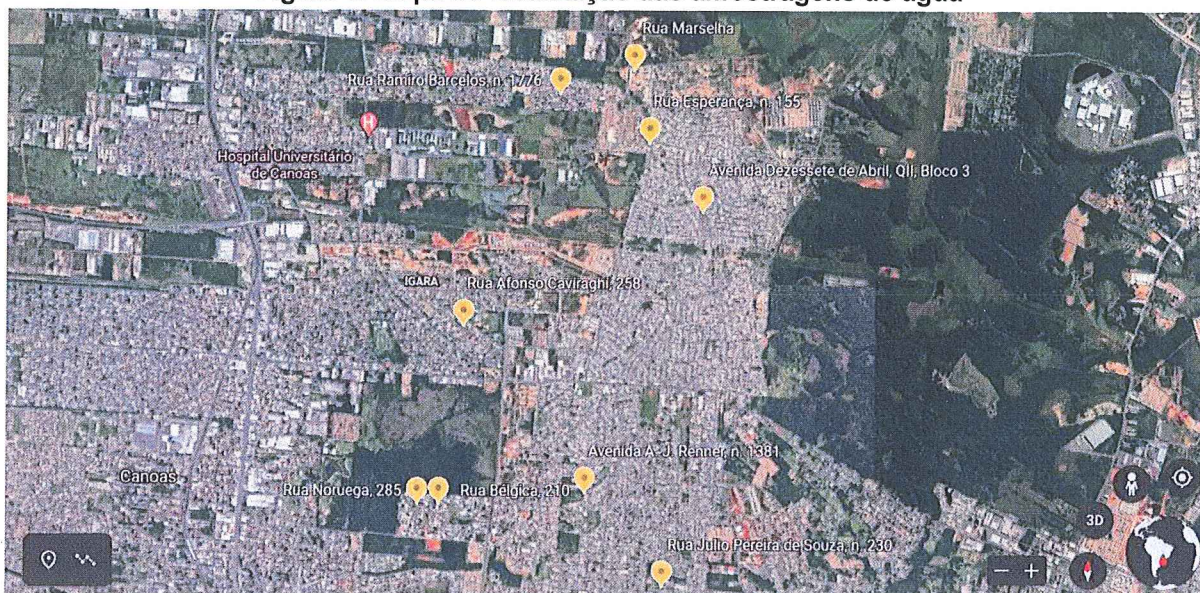 Rua Marselha
Rua Ramiro Barcelos, n. 1776
Rua Esperança, n. 155
H
Hospital Universitário
de Canoas
Avenida Dezessete de Abril, QII, Bloco 3
IGARA
Rua Afonso Caviraghi, 258
Avenida A. J. Renner, n. 1381
Canoas
Rua Noruega, 285
Rua Bélgica, 210
3D
Rua Julio Pereira de Souza, n. 230